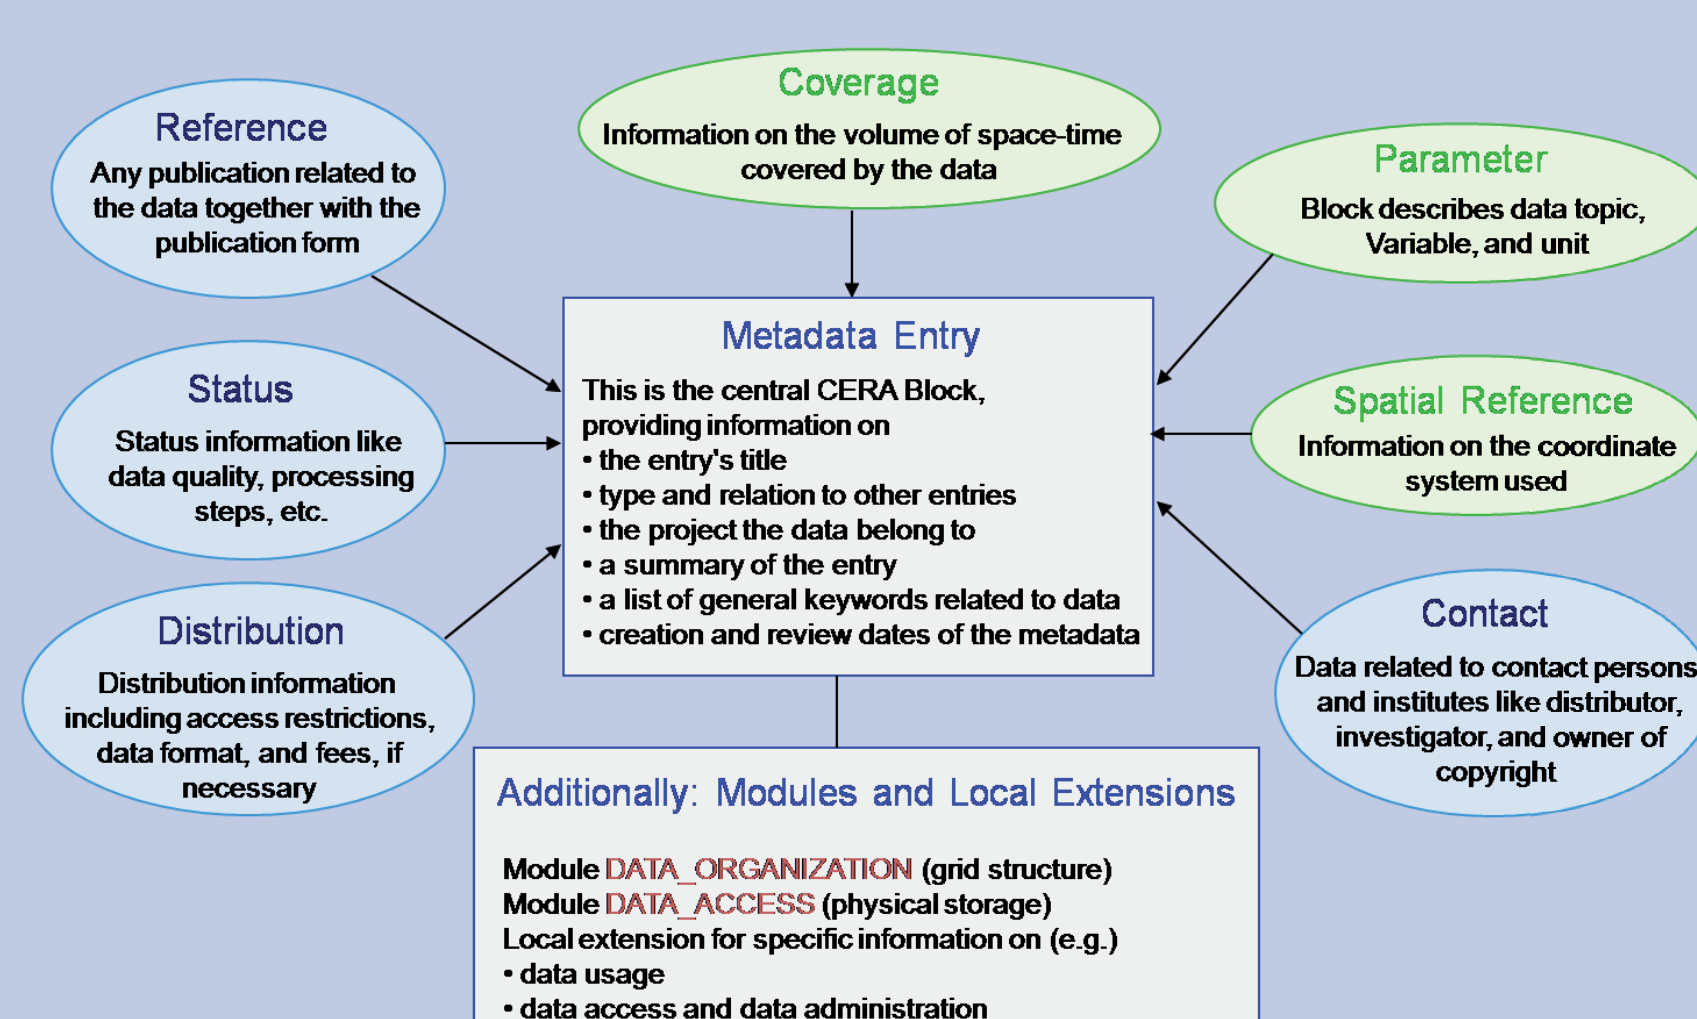 Coverage
Information on the volume of space-time
covered by the data
Reference
Any publication related to
the data together with the
publication form
Parameter
Block describes data topic,
Variable, and unit
Metadata Entry
This is the central CERA Block,
providing information on
• the entry's title
• type and relation to other entries
• the project the data belong to
• a summary of the entry
• a list of general keywords related to data
• creation and review dates of the metadata
Status
Status information like
data quality, processing
steps, etc.
Spatial Reference
Information on the coordinate
system used
Distribution
Distribution information
including access restrictions,
data format, and fees, if
necessary
Contact
Data related to contact persons
and institutes like distributor,
investigator, and owner of
copyright
Additionally: Modules and Local Extensions
Module DATA_ORGANIZATION (grid structure)
Module DATA_ACCESS (physical storage)
Local extension for specific information on (e.g.)
• data usage
• data access and data administration